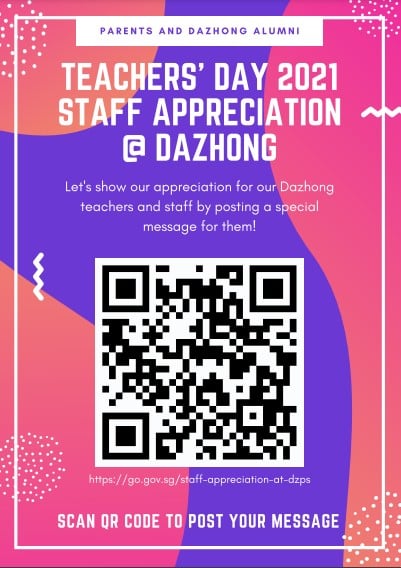 PARENTS AND DAZHONG ALUMNI
TEACHERS' DAY 2021
STAFF APPRECIATION
@ DAZHONG
Let's show our appreciation for our Dazhong
teachers and staff by posting a special
message for them!
https://go.gov.sg/staff-appreciation-at-dzps
SCAN QR CODE TO POST YOUR MESSAGE